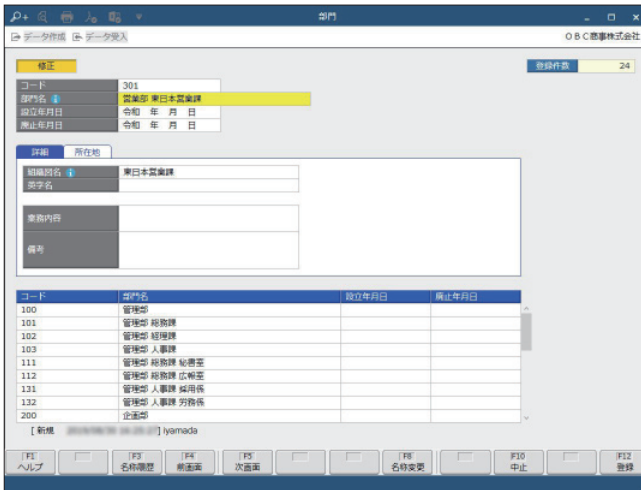 部門
データ作成 データ受入 OBC商事株式会社
修正 登録件数 24
コード 301
部門名 営業部 東日本営業課
設立年月日 令和 年 月 日
廃止年月日 令和 年 月 日
詳細 所在地
組織図名 東日本営業課
英字名
業務内容
備考
コード 部門名 設立年月日 廃止年月日
100 管理部
101 管理部 総務課
102 管理部 経理課
103 管理部 人事課
111 管理部 総務課 秘書室
112 管理部 総務課 広報室
131 管理部 人事課 採用係
132 管理部 人事課 労務係
200 企画部
[ 新規 ] iyamada
F1 F3 F4 F5 F8 F10 F12
ヘルプ 名称履歴 前画面 次画面 名称変更 中止 登録